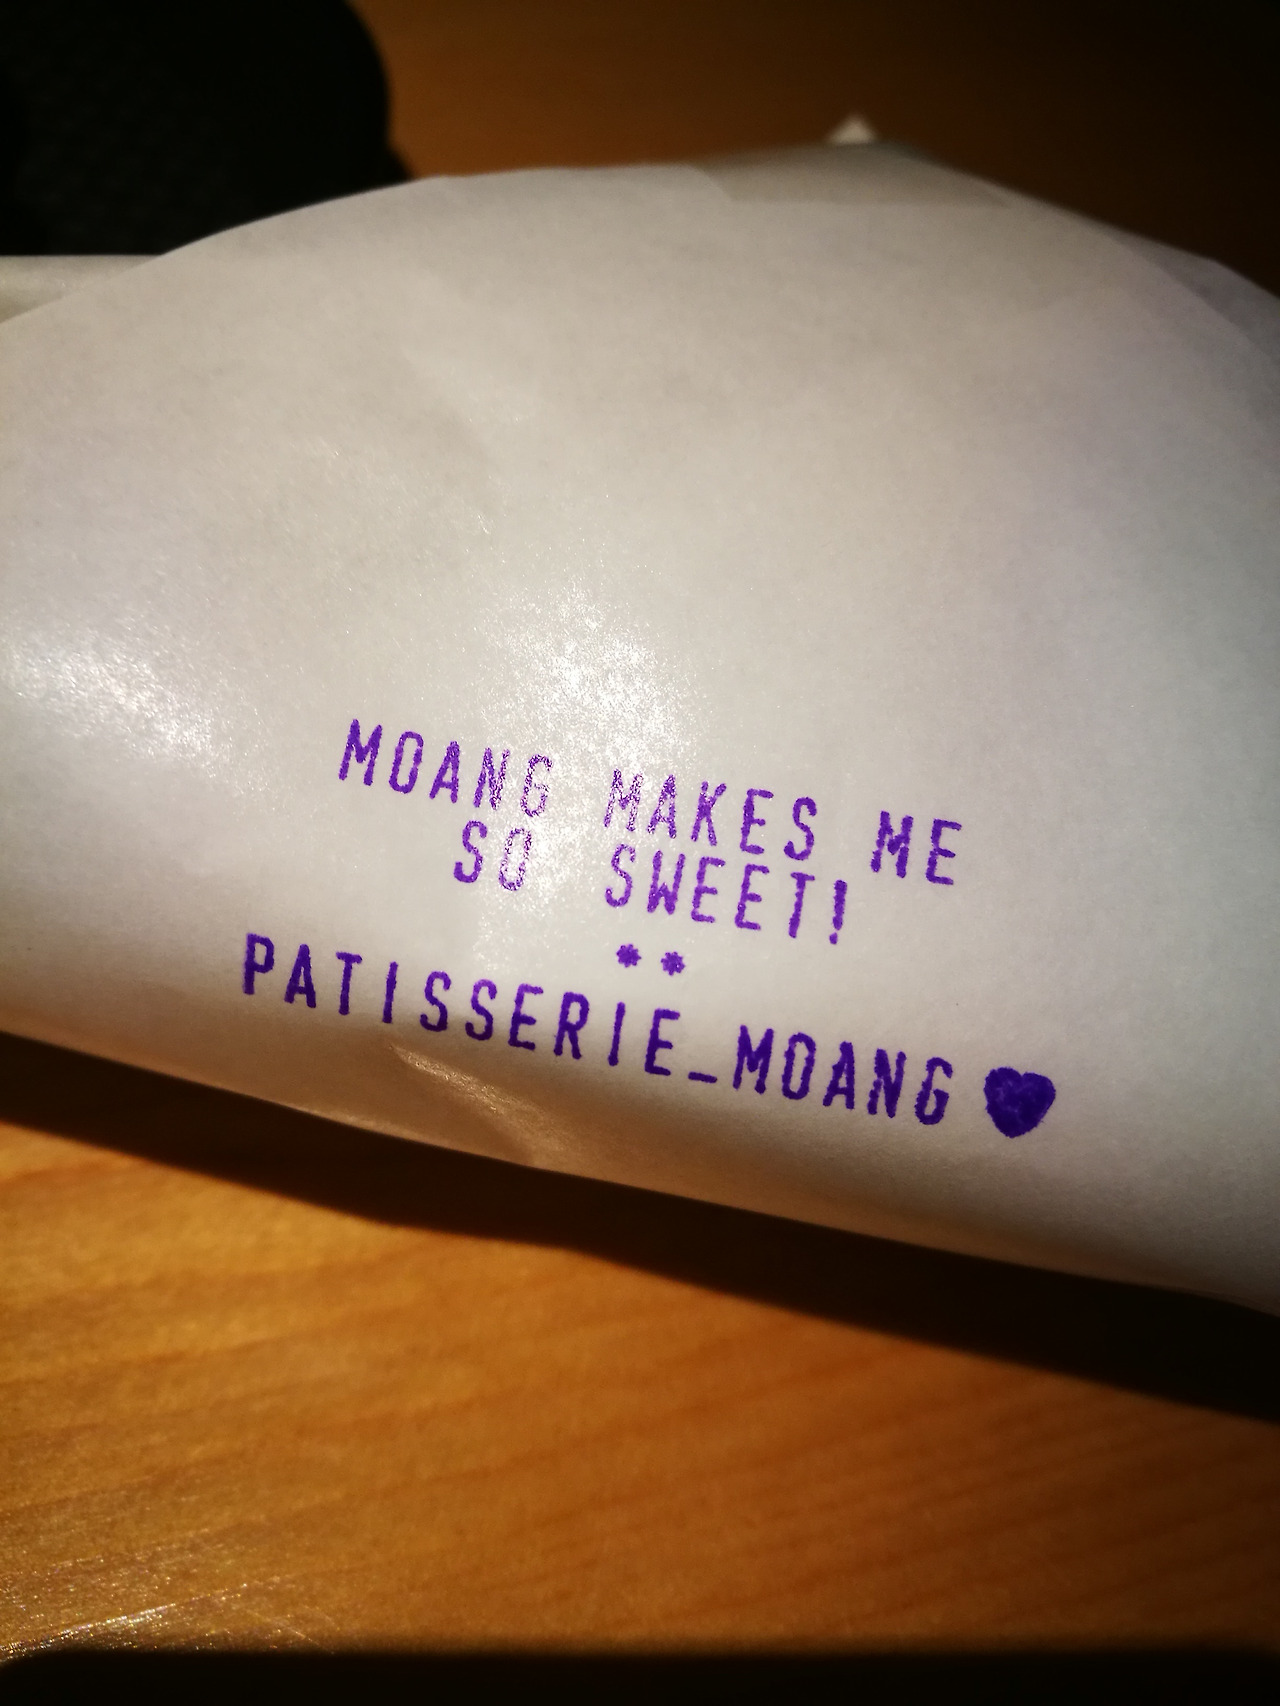 MOANG MAKES ME
SO SWEET!
**
PATISSERIE_MOANG♥